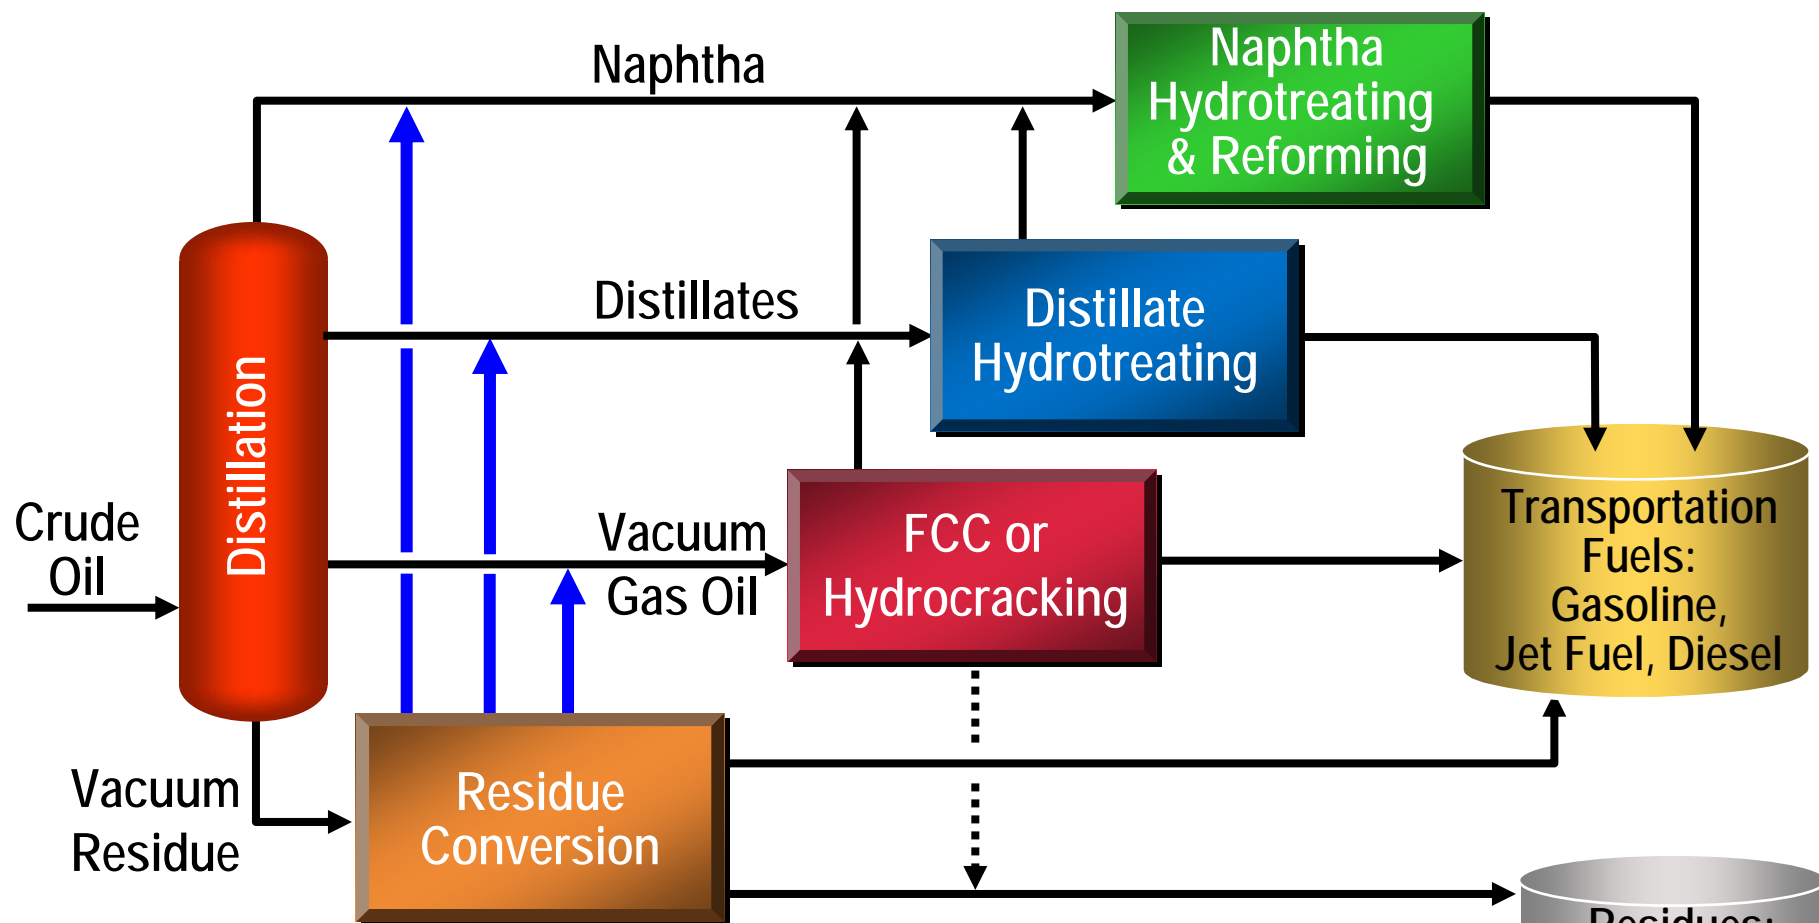 Naphtha
Naphtha
Hydrotreating
& Reforming
Distillates
Distillate
Hydrotreating
Distillation
Crude
Oil
Vacuum
Gas Oil
FCC or
Hydrocracking
Transportation
Fuels:
Gasoline,
Jet Fuel, Diesel
Vacuum
Residue
Residue
Conversion
Residues: